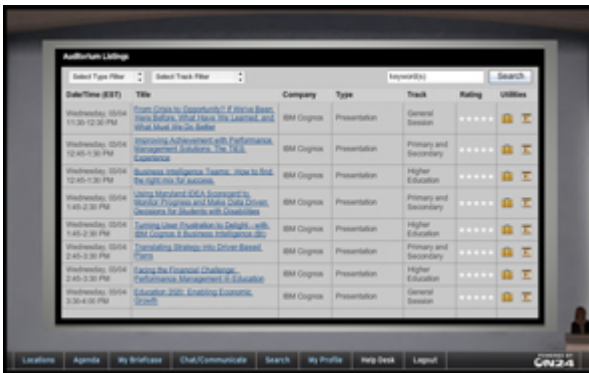 Auditorium Listings
Select Type Filter Select Track Filter keyword(s) Search
Date/Time (EST) Title Company Type Track Rating Utilities
Wednesday, 03/04 11:30-12:30 PM
From Crisis to Opportunity? If We've Been Here Before, What Have We Learned, and What Must We Do Better
IBM Cognos Presentation General Session
Wednesday, 03/04 12:45-1:30 PM
Improving Achievement with Performance Management Solutions: The TIES Experience
IBM Cognos Presentation Primary and Secondary
Wednesday, 03/04 12:45-1:30 PM
Business Intelligence Teams: How to find the right mix for success.
IBM Cognos Presentation Higher Education
Wednesday, 03/04 1:45-2:30 PM
Using Maryland IDEA Scorecard to Monitor Progress and Make Data Driven Decisions for Students with Disabilities
IBM Cognos Presentation Primary and Secondary
Wednesday, 03/04 1:45-2:30 PM
Turning User Frustration to Delight - with IBM Cognos 8 Business Intelligence (BI)
IBM Cognos Presentation Higher Education
Wednesday, 03/04 2:45-3:30 PM
Translating Strategy into Driver-Based Plans
IBM Cognos Presentation Primary and Secondary
Wednesday, 03/04 2:45-3:30 PM
Facing the Financial Challenge: Performance Management in Education
IBM Cognos Presentation Higher Education
Wednesday, 03/04 3:30-4:00 PM
Education 2020: Enabling Economic Growth
IBM Cognos Presentation General Session
Locations Agenda My Briefcase Chat/Communicate Search My Profile Help Desk Logout
POWERED BY
ON24